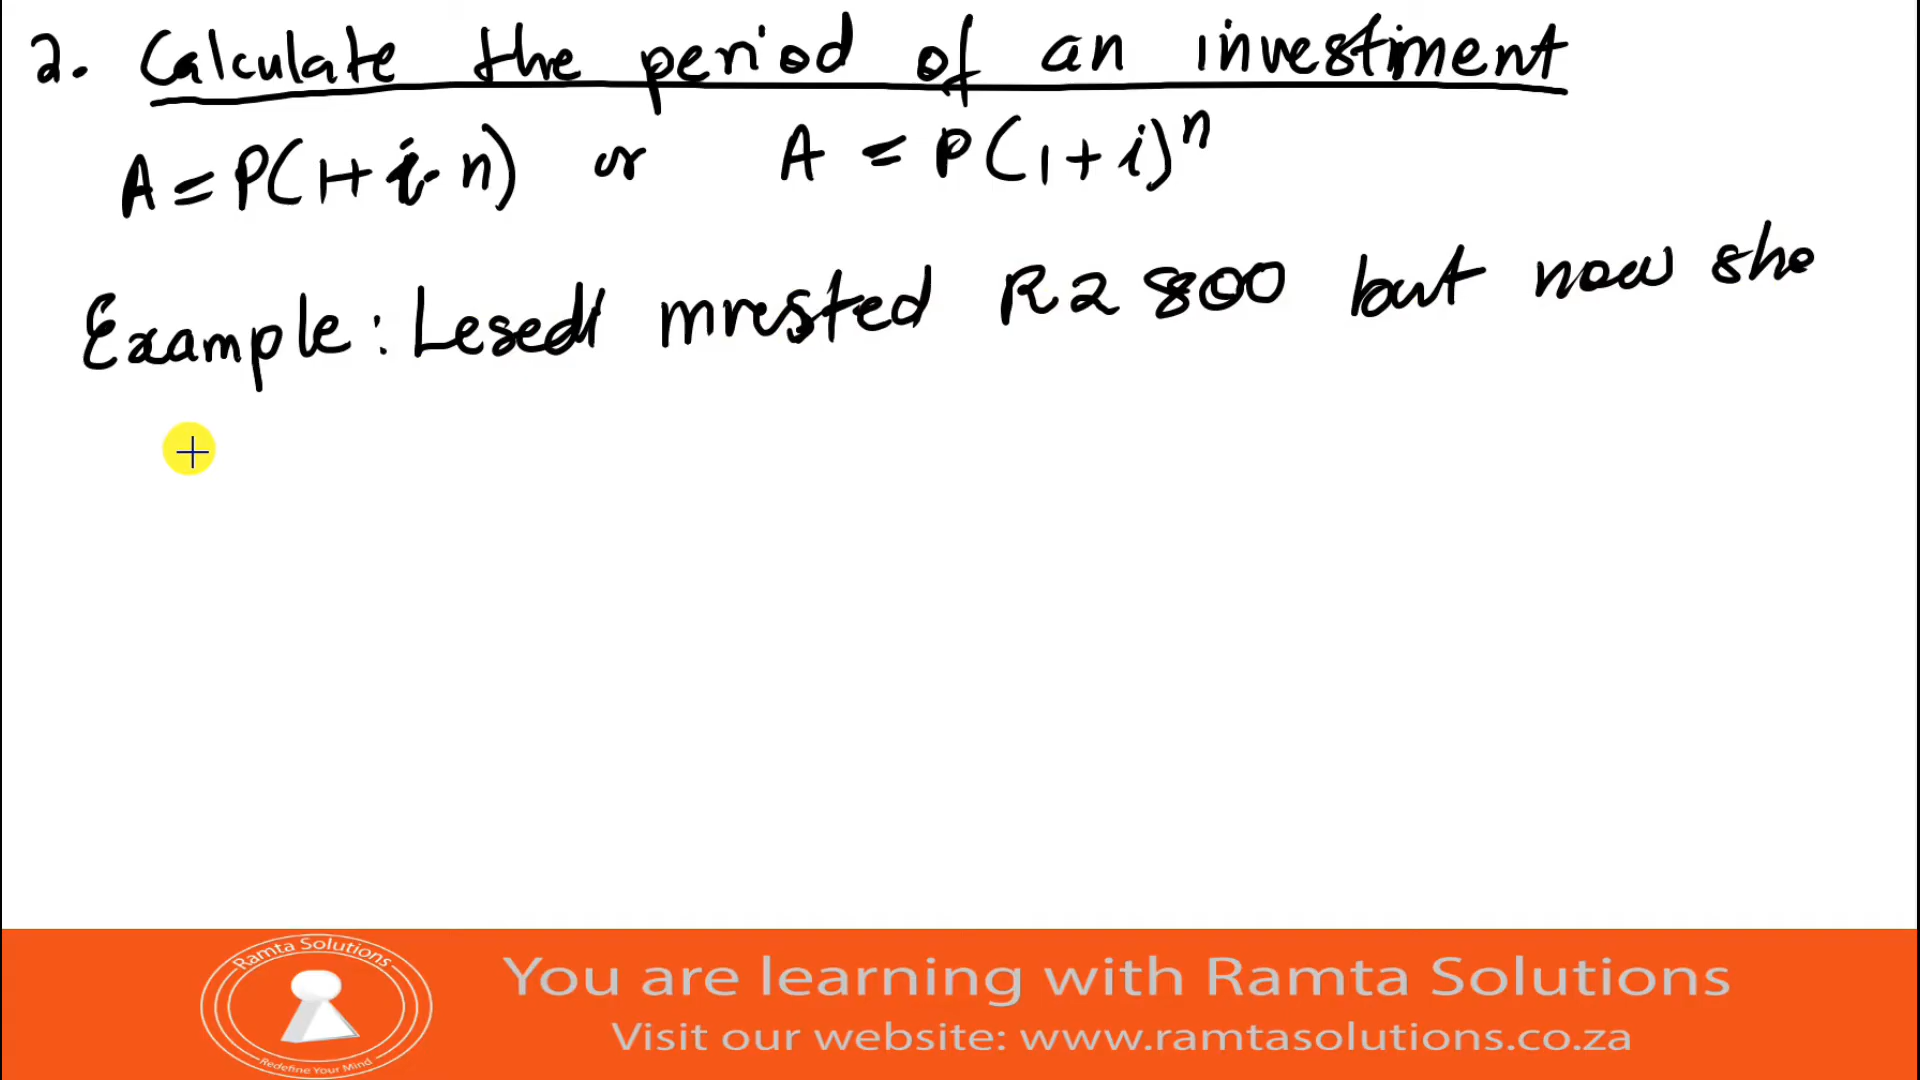 2. Calculate the period of an investment
A = P(1 + i · n) or A = P(1 + i)ⁿ
Example: Lesedi invested R2 800 but now she
Ramta Solutions
Redefine Your Mind
You are learning with Ramta Solutions
Visit our website: www.ramtasolutions.co.za